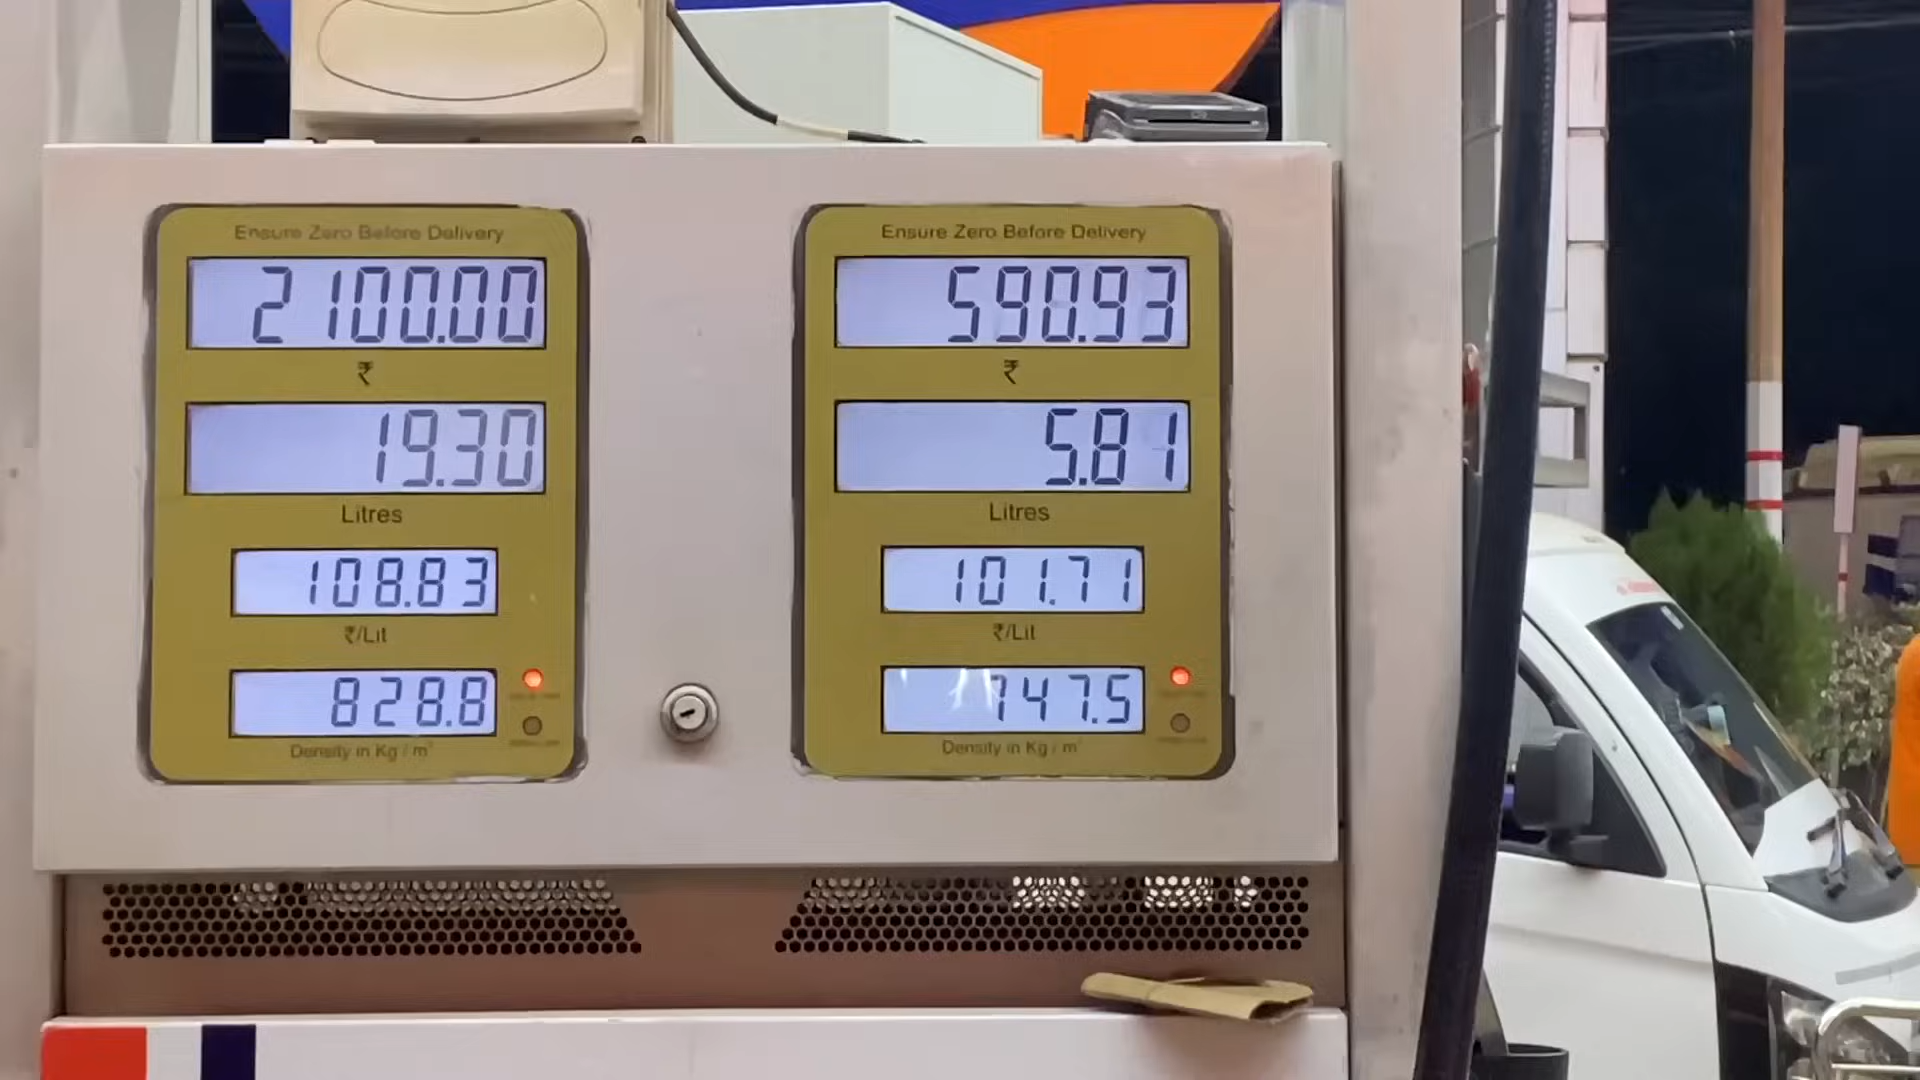 Ensure Zero Before Delivery
2100.00
₹
19.30
Litres
108.83
₹/Lit
828.8
Density in Kg / m³
Ensure Zero Before Delivery
590.93
₹
5.81
Litres
101.71
₹/Lit
747.5
Density in Kg / m³